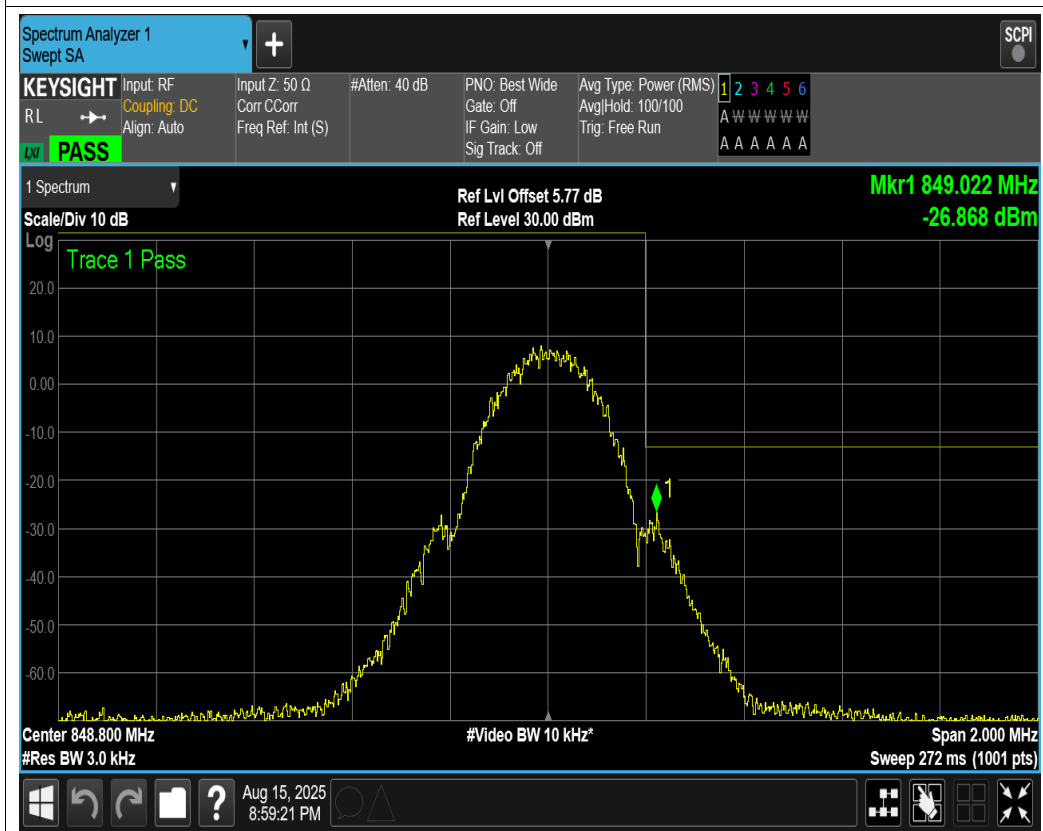 Spectrum Analyzer 1
Swept SA
+
SCPI
KEYSIGHT
R L
LXI PASS
Input: RF
Coupling: DC
Align: Auto
Input Z: 50 Ω
Corr CCorr
Freq Ref: Int (S)
#Atten: 40 dB
PNO: Best Wide
Gate: Off
IF Gain: Low
Sig Track: Off
Avg Type: Power (RMS)
Avg|Hold: 100/100
Trig: Free Run
1 2 3 4 5 6
A W W W W W
A A A A A A
1 Spectrum
Scale/Div 10 dB
Ref Lvl Offset 5.77 dB
Ref Level 30.00 dBm
Mkr1 849.022 MHz
-26.868 dBm
Log
Trace 1 Pass
20.0
10.0
0.00
-10.0
-20.0
1
-30.0
-40.0
-50.0
-60.0
Center 848.800 MHz
#Video BW 10 kHz*
Span 2.000 MHz
#Res BW 3.0 kHz
Sweep 272 ms (1001 pts)
?
Aug 15, 2025
8:59:21 PM